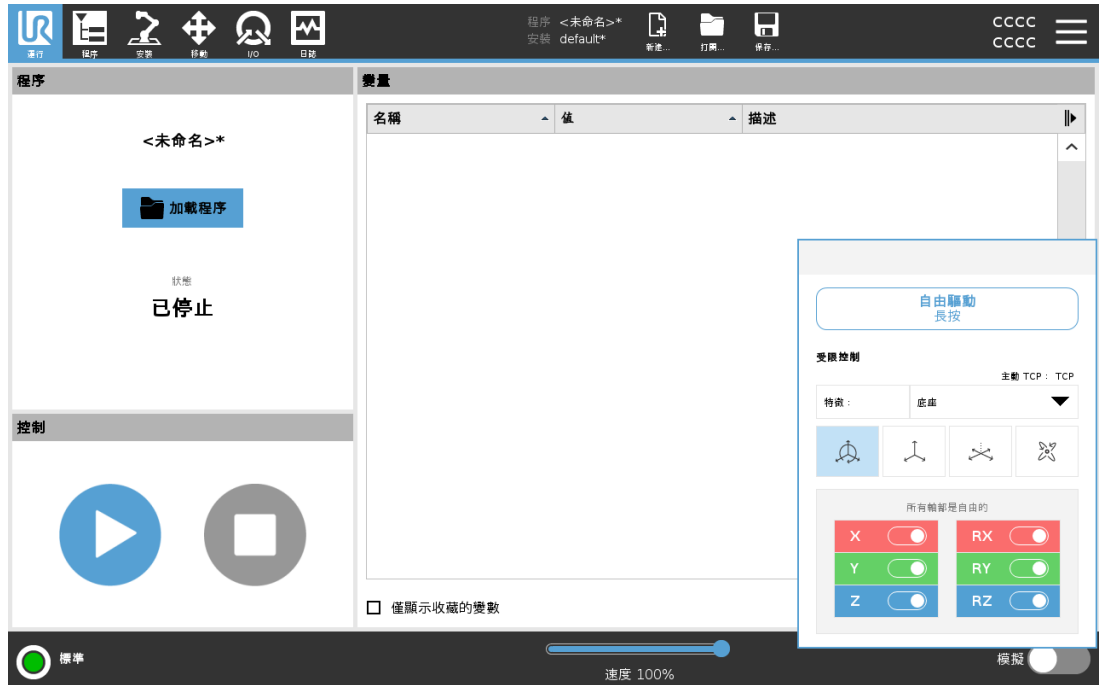 UR
運行
程序
安裝
移動
I/O
日誌
程序 <未命名>*
安裝 default*
新建...
打開...
保存...
CCCC
CCCC
程序
<未命名>*
加載程序
狀態
已停止
控制
變量
名稱
值
描述
僅顯示收藏的變數
自由驅動
長按
受限控制
主動 TCP： TCP
特徵：
底座
所有軸都是自由的
X
RX
Y
RY
Z
RZ
標準
速度 100%
模擬